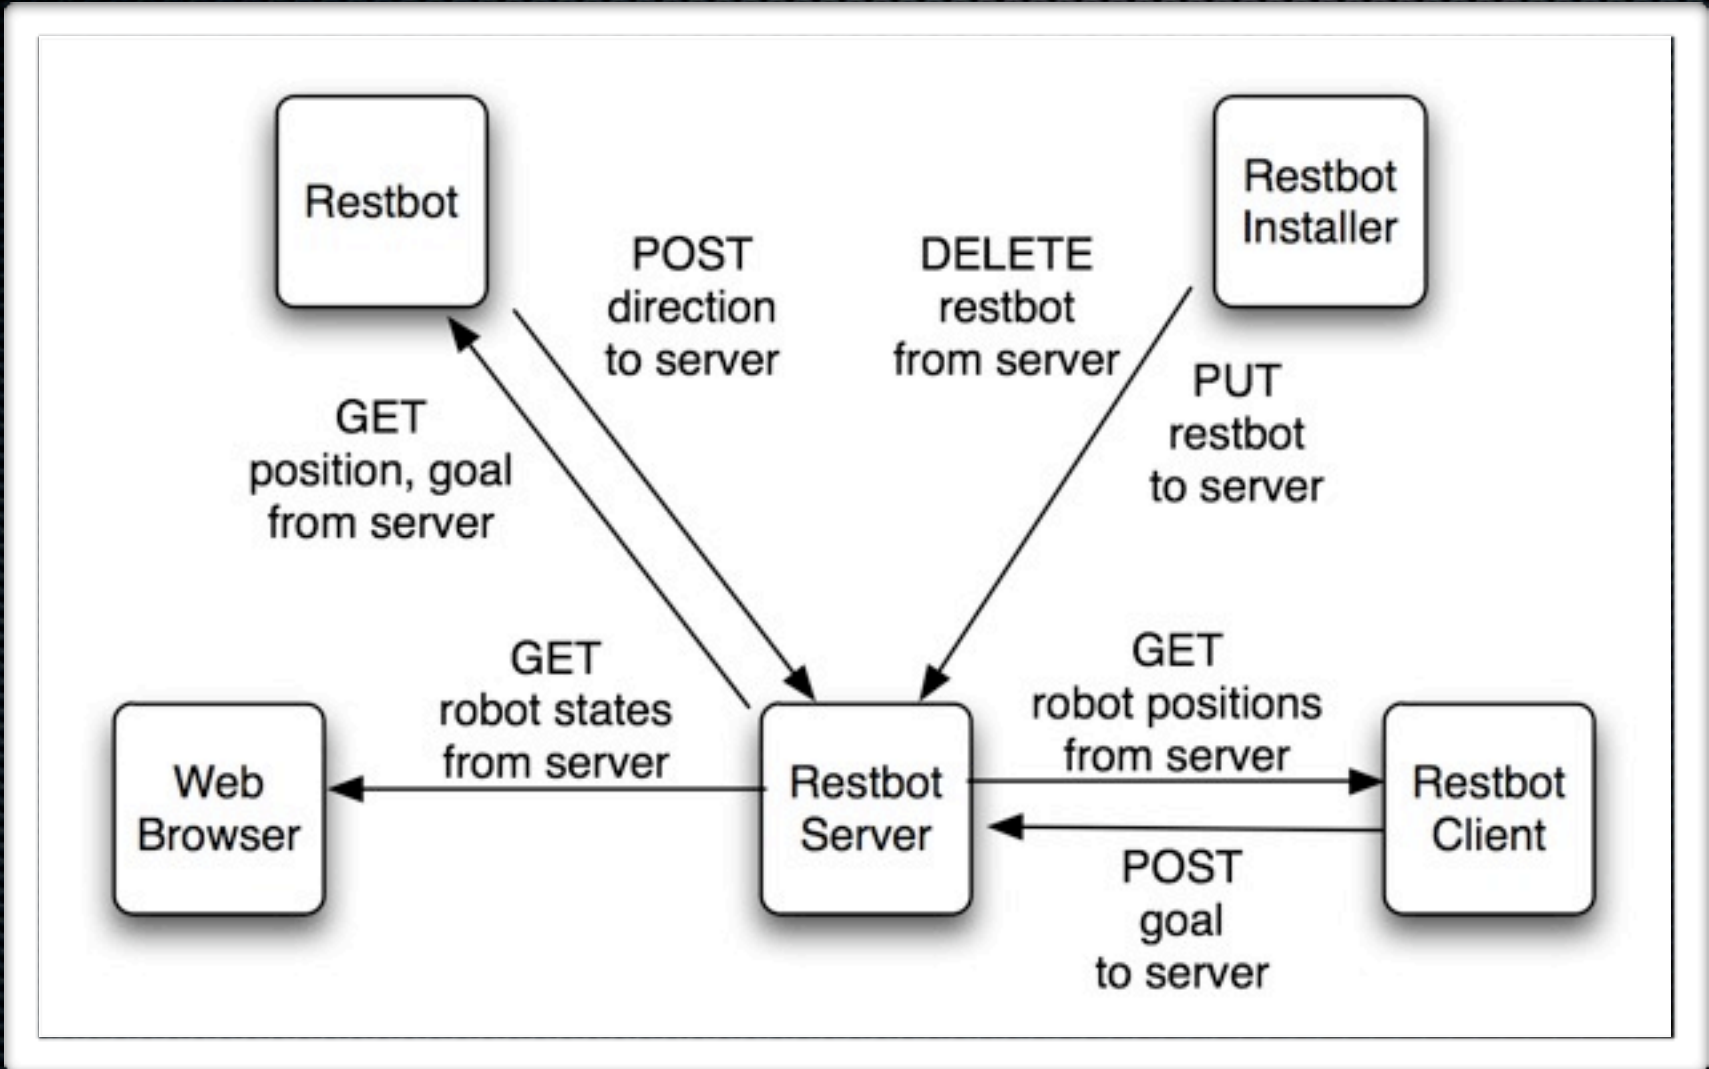 Restbot
Restbot
Installer
POST
direction
to server
DELETE
restbot
from server
PUT
restbot
to server
GET
position, goal
from server
GET
robot states
from server
GET
robot positions
from server
Web
Browser
Restbot
Server
Restbot
Client
POST
goal
to server